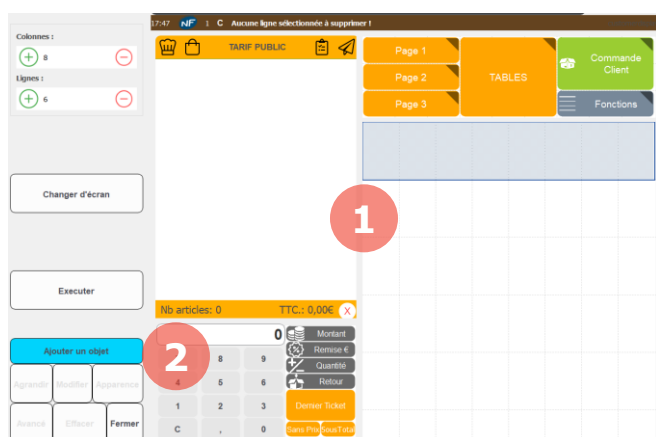 17:47 NF 1 C Aucune ligne sélectionnée à supprimer !
Colonnes :
8
Lignes :
6
Changer d'écran
Executer
Ajouter un objet
Agrandir Modifier Apparence
Avancé Effacer Fermer
TARIF PUBLIC
Nb articles: 0 TTC.: 0,00€ X
0
8 9
4 5 6
1 2 3
C , 0
Montant
Remise €
Quantité
Retour
Dernier Ticket
Sans Prix SousTotal
Page 1
Page 2
Page 3
TABLES
Commande
Client
Fonctions
1
2